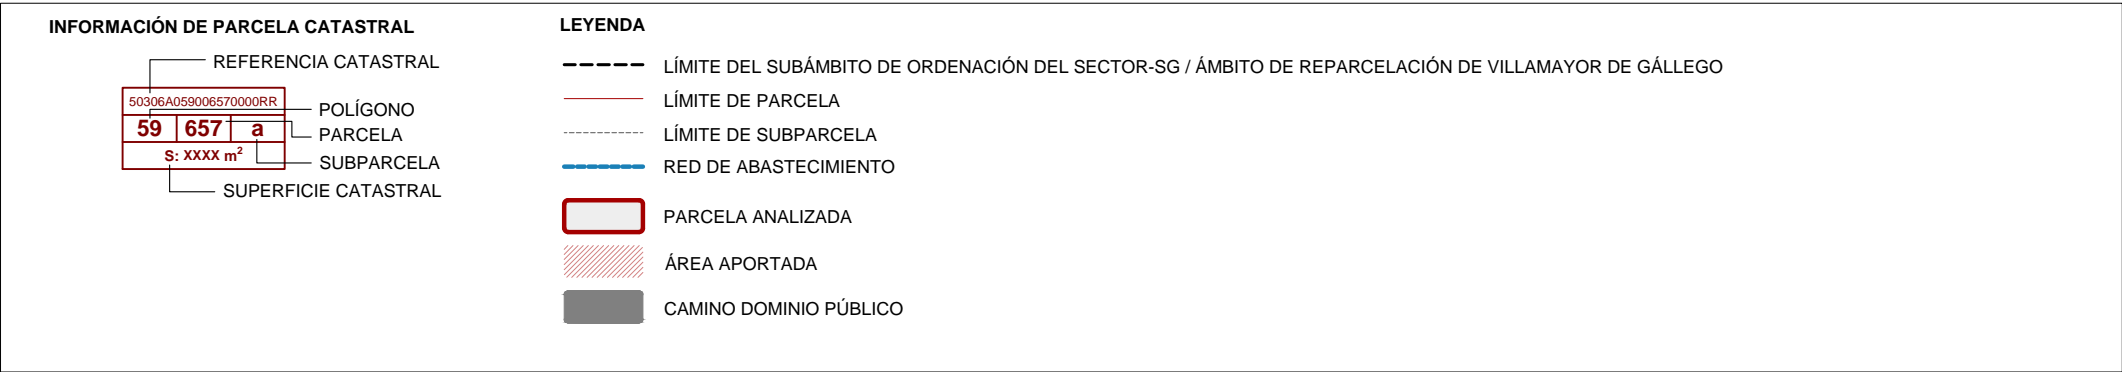 INFORMACIÓN DE PARCELA CATASTRAL
REFERENCIA CATASTRAL
50306A059006570000RR
POLÍGONO
59 657 a
PARCELA
S: XXXX m²
SUBPARCELA
SUPERFICIE CATASTRAL
LEYENDA
LÍMITE DEL SUBÁMBITO DE ORDENACIÓN DEL SECTOR-SG / ÁMBITO DE REPARCELACIÓN DE VILLAMAYOR DE GÁLLEGO
LÍMITE DE PARCELA
LÍMITE DE SUBPARCELA
RED DE ABASTECIMIENTO
PARCELA ANALIZADA
ÁREA APORTADA
CAMINO DOMINIO PÚBLICO